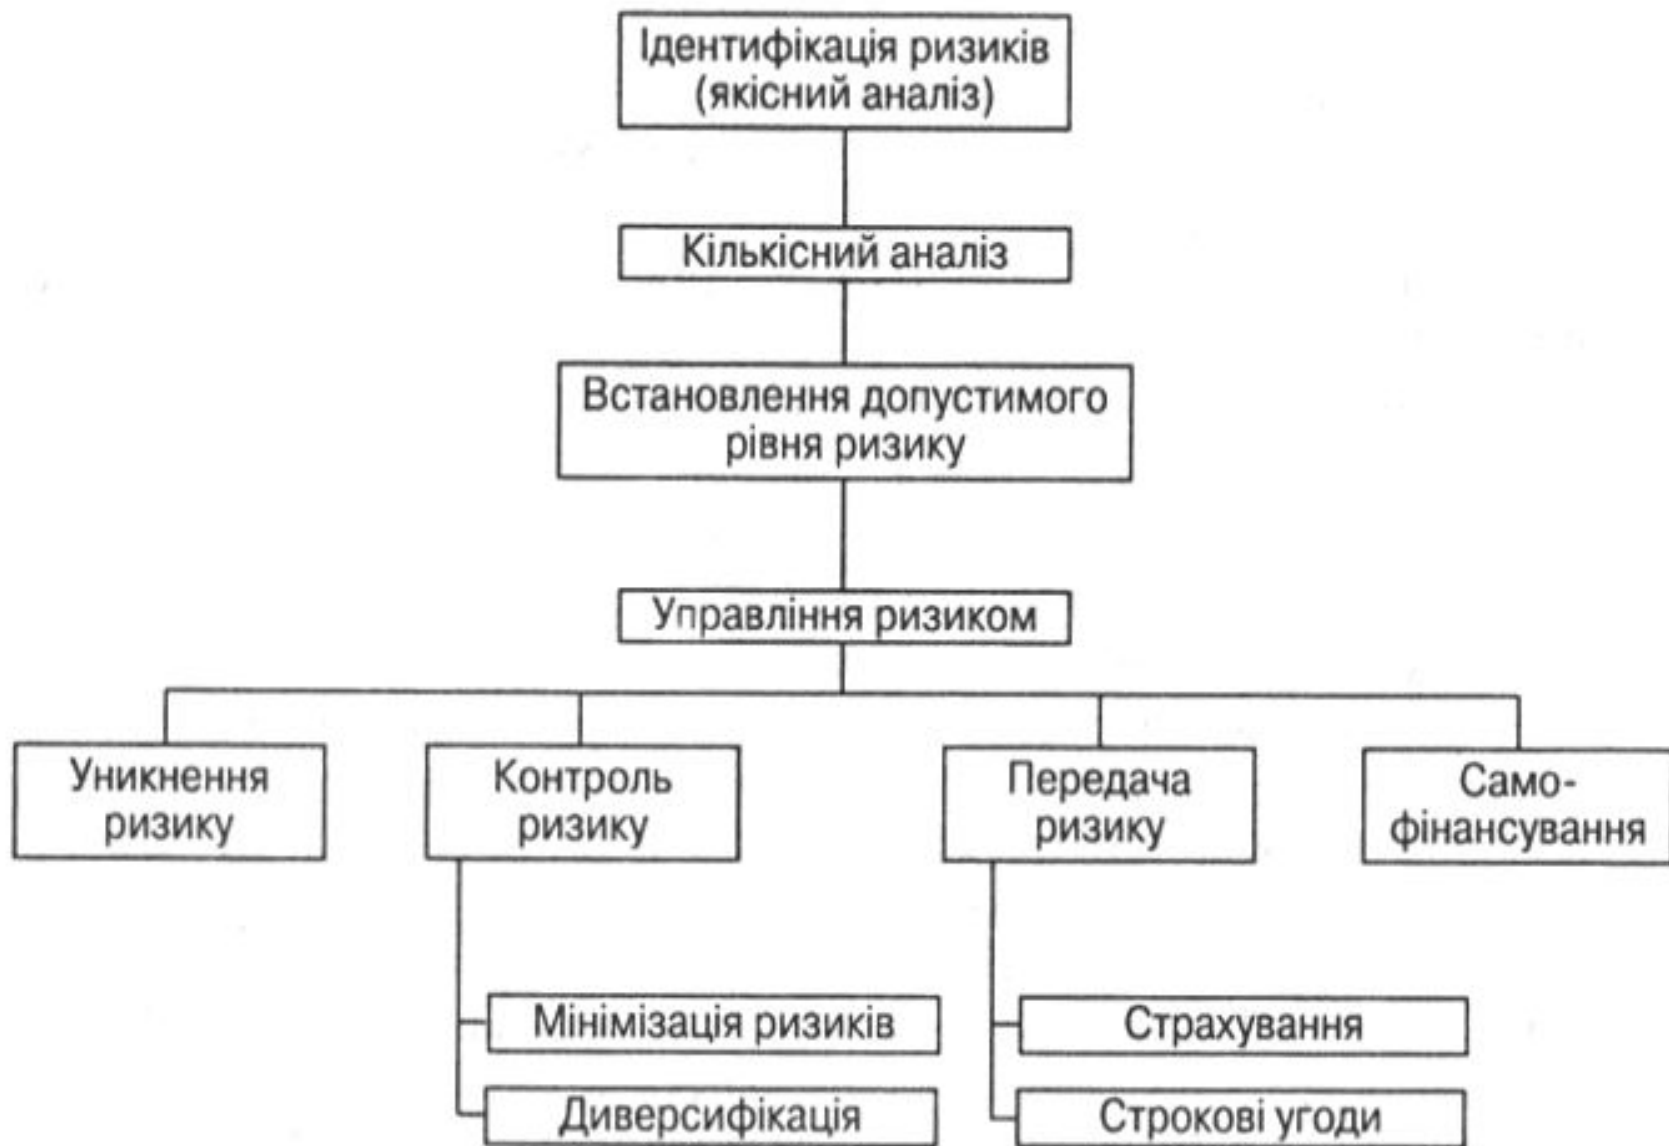 Ідентифікація ризиків
(якісний аналіз)
Кількісний аналіз
Встановлення допустимого
рівня ризику
Управління ризиком
Уникнення
ризику
Контроль
ризику
Передача
ризику
Само-
фінансування
Мінімізація ризиків
Страхування
Диверсифікація
Строкові угоди